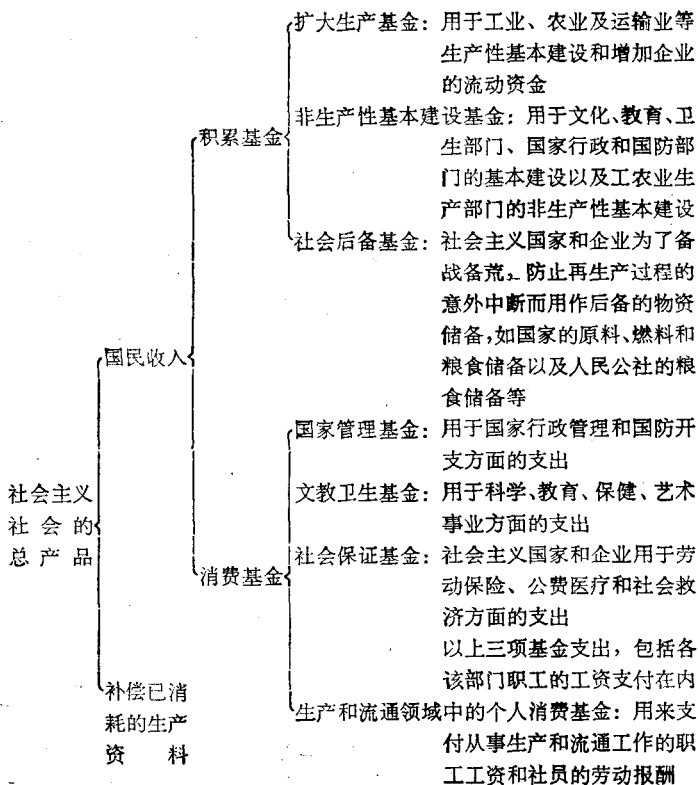 扩大生产基金：用于工业、农业及运输业等
生产性基本建设和增加企业
的流动资金
非生产性基本建设基金：用于文化、教育、卫
生部门、国家行政和国防部
门的基本建设以及工农业生
产部门的非生产性基本建设
积累基金
社会后备基金：社会主义国家和企业为了备
战备荒。防止再生产过程的
意外中断而用作后备的物资
储备，如国家的原料、燃料和
粮食储备以及人民公社的粮
食储备等
国民收入
国家管理基金：用于国家行政管理和国防开
支方面的支出
文教卫生基金：用于科学、教育、保健、艺术
事业方面的支出
社会主义
社会的
总产品
消费基金
社会保证基金：社会主义国家和企业用于劳
动保险、公费医疗和社会救
济方面的支出
以上三项基金支出，包括各
该部门职工的工资支付在内
生产和流通领域中的个人消费基金：用来支
付从事生产和流通工作的职
工工资和社员的劳动报酬
补偿已消
耗的生产
资料